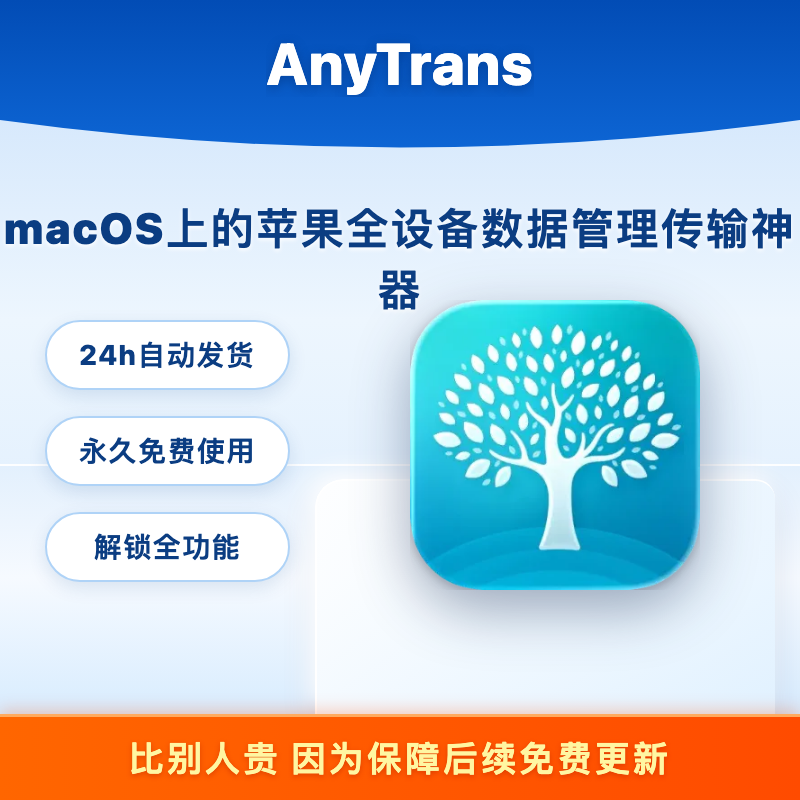 AnyTrans
macOS上的苹果全设备数据管理传输神
器
24h自动发货
永久免费使用
解锁全功能
比别人贵 因为保障后续免费更新